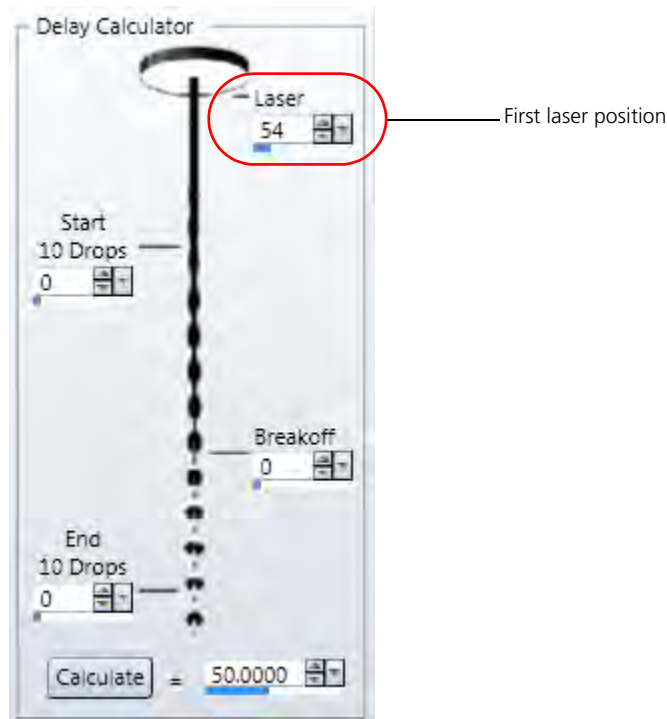 Delay Calculator
Laser
54
First laser position
Start
10 Drops
0
Breakoff
0
End
10 Drops
0
Calculate = 50.0000